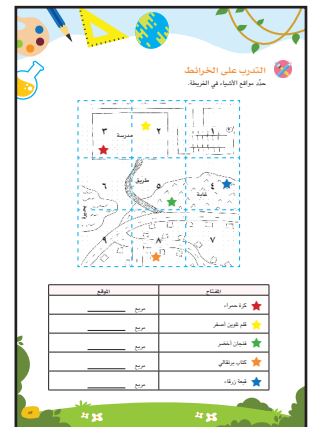 التدرب على الخرائط
حدّد مواقع الأشياء في الخريطة.
١
٢
٣
مدرسة
٤
غابة
٥
طريق
٦
٧
٨
٩
المفتاح الموقع
كرة حمراء مربع
قلم تلوين أصفر مربع
فنجان أخضر مربع
كتاب برتقالي مربع
قبعة زرقاء مربع